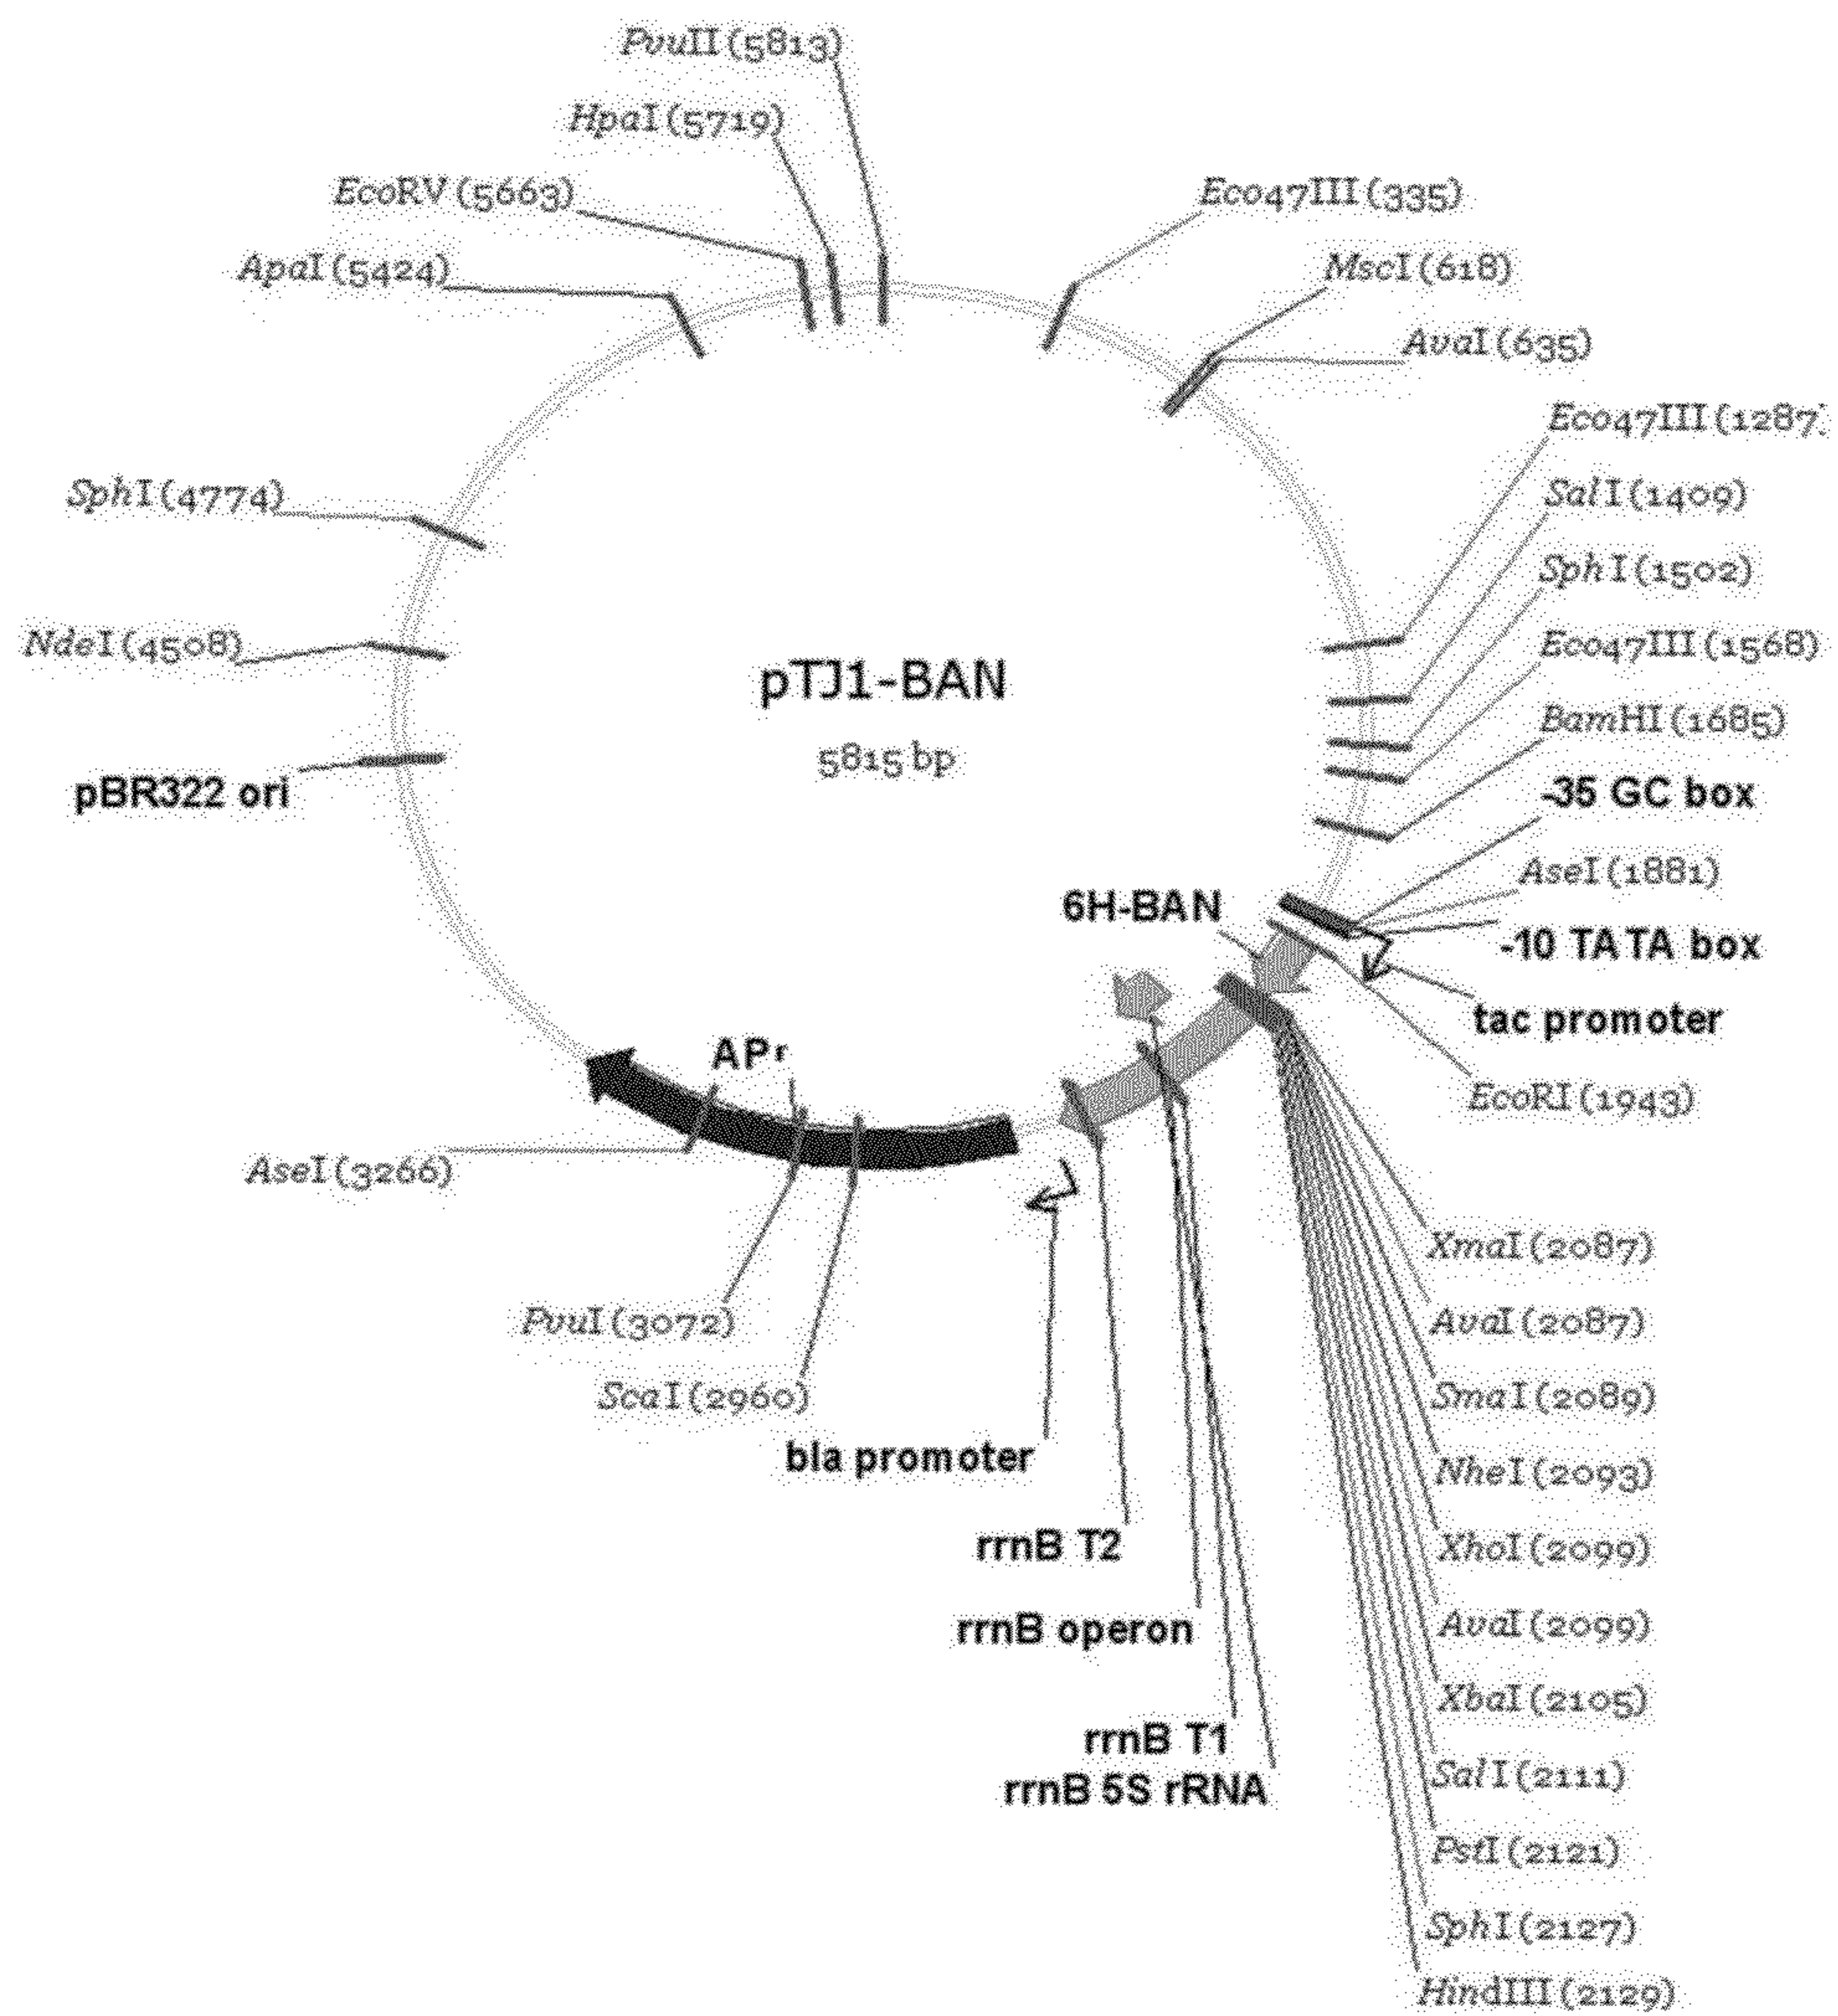 PvuII (5813)
HpaI (5719)
EcoRV (5663)
ApaI (5424)
SphI (4774)
NdeI (4508)
pBR322 ori
Eco47III (335)
MscI (618)
AvaI (635)
Eco47III (1287)
SalI (1409)
SphI (1502)
Eco47III (1568)
BamHI (1685)
-35 GC box
AseI (1881)
-10 TATA box
tac promoter
EcoRI (1943)
pTJ1-BAN
5815 bp
6H-BAN
APr
AseI (3266)
PvuI (3072)
ScaI (2960)
bla promoter
rrnB T2
rrnB operon
rrnB T1
rrnB 5S rRNA
XmaI (2087)
AvaI (2087)
SmaI (2089)
NheI (2093)
XhoI (2099)
AvaI (2099)
XbaI (2105)
SalI (2111)
PstI (2121)
SphI (2127)
HindIII (2129)